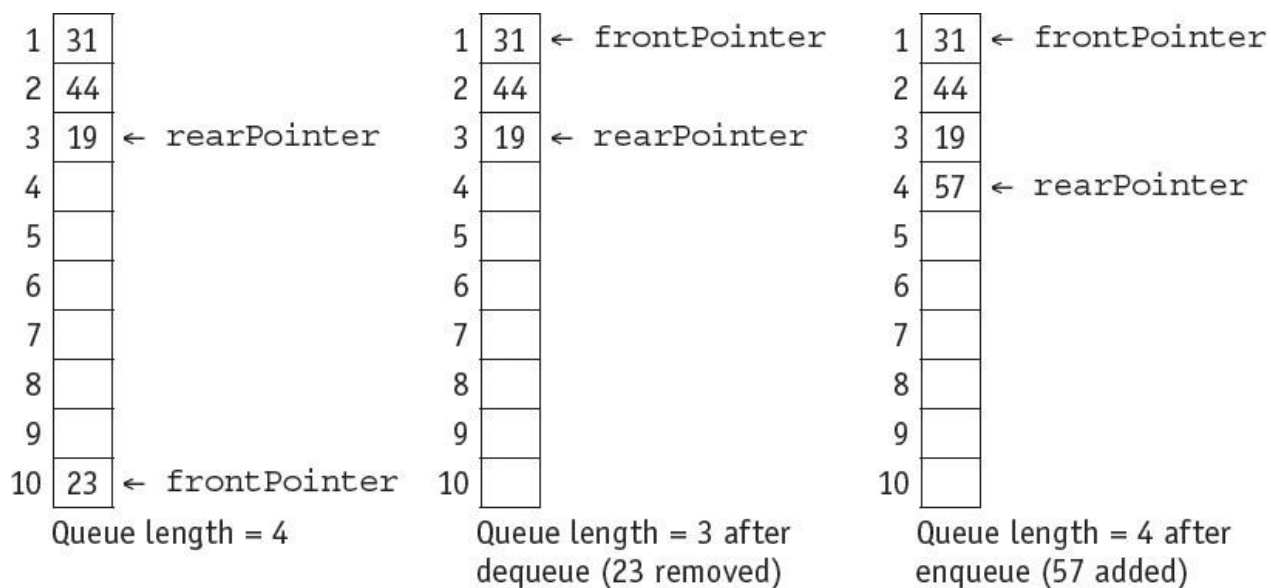 1 31
2 44
3 19 ← rearPointer
4
5
6
7
8
9
10 23 ← frontPointer
Queue length = 4
1 31 ← frontPointer
2 44
3 19 ← rearPointer
4
5
6
7
8
9
10
Queue length = 3 after
dequeue (23 removed)
1 31 ← frontPointer
2 44
3 19
4 57 ← rearPointer
5
6
7
8
9
10
Queue length = 4 after
enqueue (57 added)